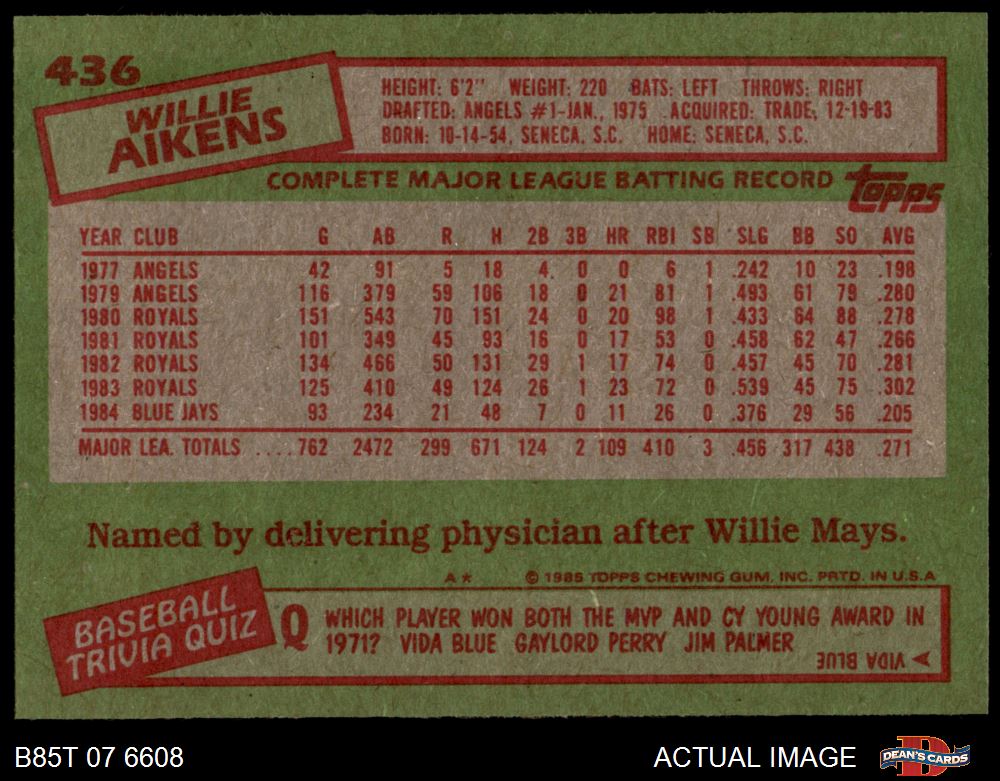 436
WILLIE
AIKENS
HEIGHT: 6'2'' WEIGHT: 220 BATS: LEFT THROWS: RIGHT
DRAFTED: ANGELS #1-JAN., 1975 ACQUIRED: TRADE, 12-19-83
BORN: 10-14-54, SENECA, S.C. HOME: SENECA, S.C.
COMPLETE MAJOR LEAGUE BATTING RECORD topps
YEAR CLUB G AB R H 2B 3B HR RBI SB SLG BB SO AVG
1977 ANGELS 42 91 5 18 4 0 0 6 1 .242 10 23 .198
1979 ANGELS 116 379 59 106 18 0 21 81 1 .493 61 79 .280
1980 ROYALS 151 543 70 151 24 0 20 98 1 .433 64 88 .278
1981 ROYALS 101 349 45 93 16 0 17 53 0 .458 62 47 .266
1982 ROYALS 134 466 50 131 29 1 17 74 0 .457 45 70 .281
1983 ROYALS 125 410 49 124 26 1 23 72 0 .539 45 75 .302
1984 BLUE JAYS 93 234 21 48 7 0 11 26 0 .376 29 56 .205
MAJOR LEA. TOTALS ....762 2472 299 671 124 2 109 410 3 .456 317 438 .271
Named by delivering physician after Willie Mays.
A* © 1985 TOPPS CHEWING GUM, INC. PRTD. IN U.S.A
BASEBALL
TRIVIA QUIZ
Q WHICH PLAYER WON BOTH THE MVP AND CY YOUNG AWARD IN
1971? VIDA BLUE GAYLORD PERRY JIM PALMER
VIDA BLUE
B85T 07 6608 ACTUAL IMAGE DEAN'S CARDS